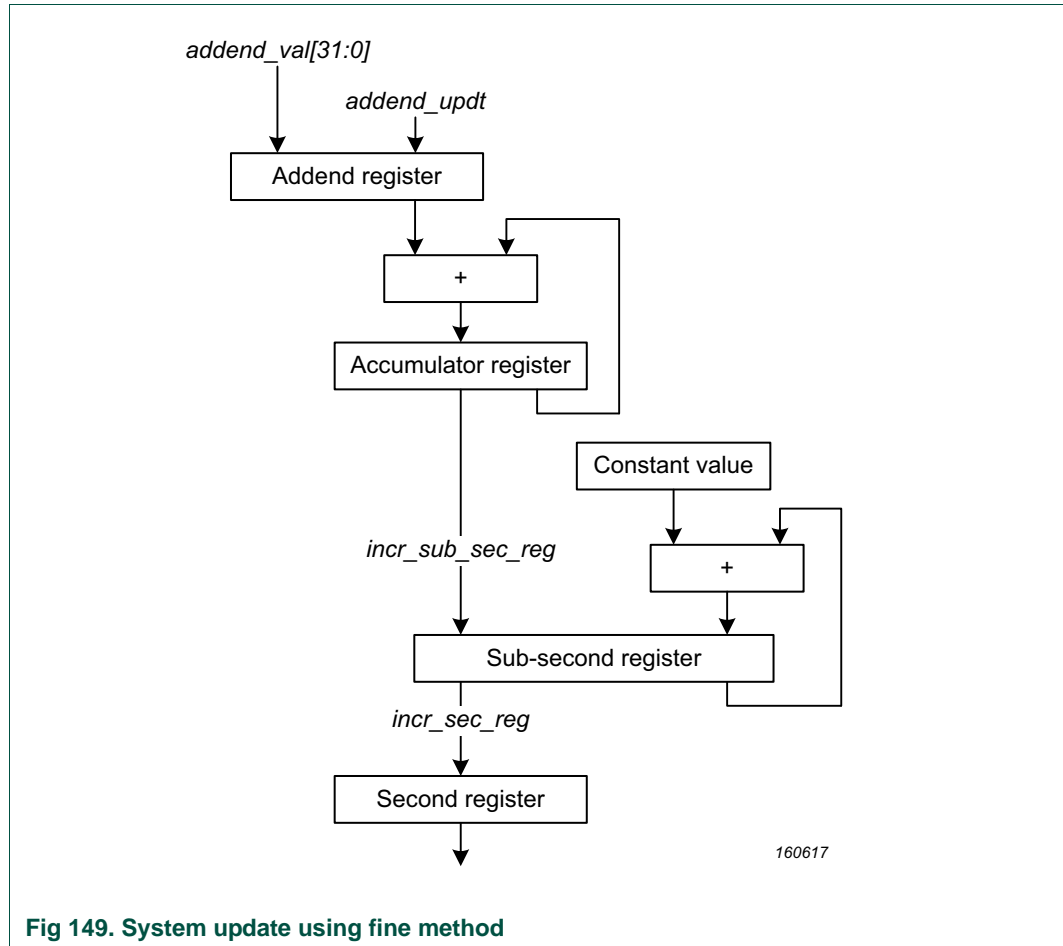 addend_val[31:0]
addend_updt
Addend register
+
Accumulator register
Constant value
incr_sub_sec_reg
+
Sub-second register
incr_sec_reg
Second register
160617
Fig 149. System update using fine method